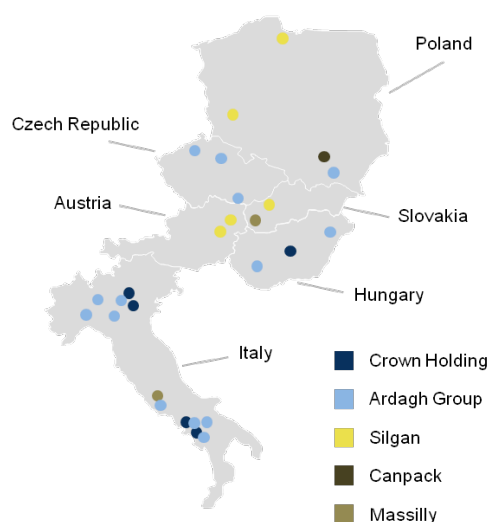 Poland
Czech Republic
Austria
Slovakia
Hungary
Italy
Crown Holding
Ardagh Group
Silgan
Canpack
Massilly